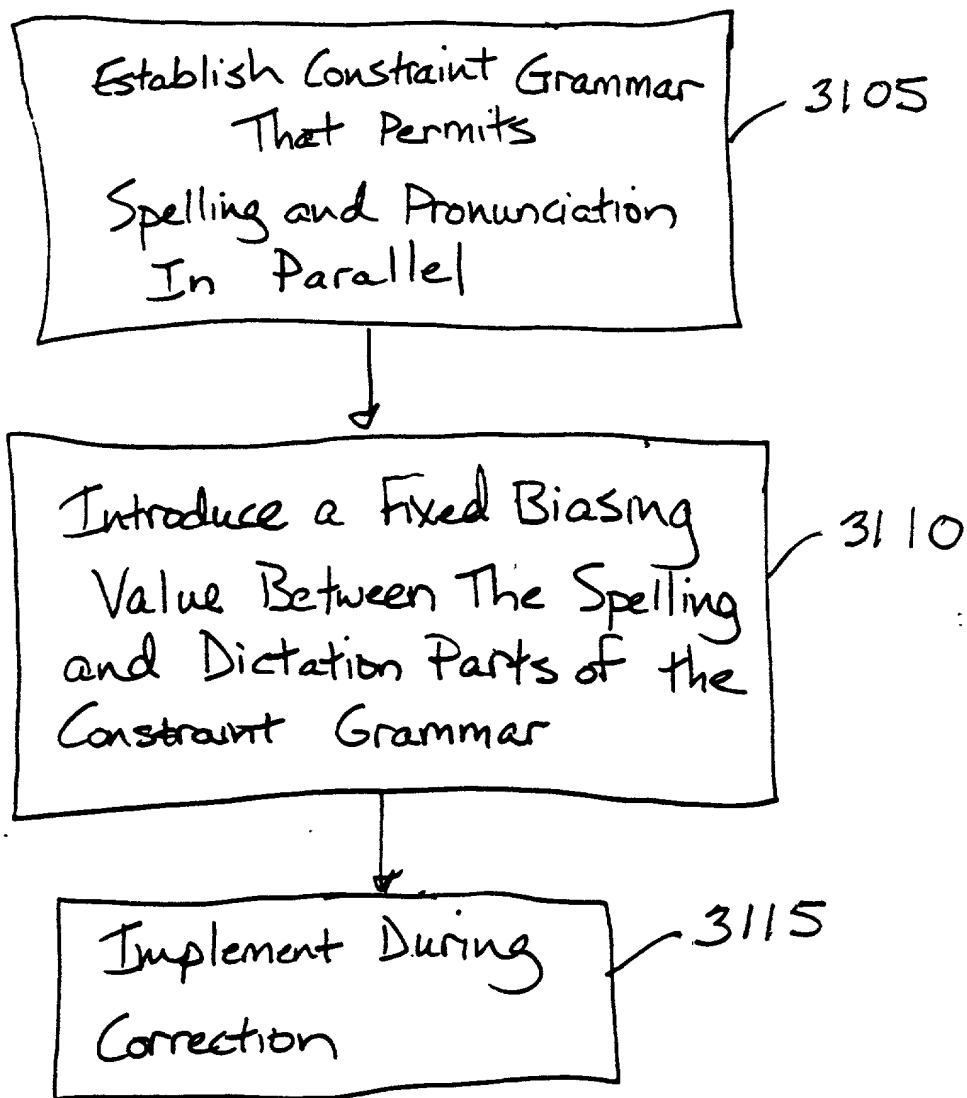 Establish Constraint Grammar
That Permits
Spelling and Pronunciation
In Parallel
3105
Introduce a Fixed Biasing
Value Between The Spelling
and Dictation Parts of the
Constraint Grammar
3110
Implement During
Correction
3115